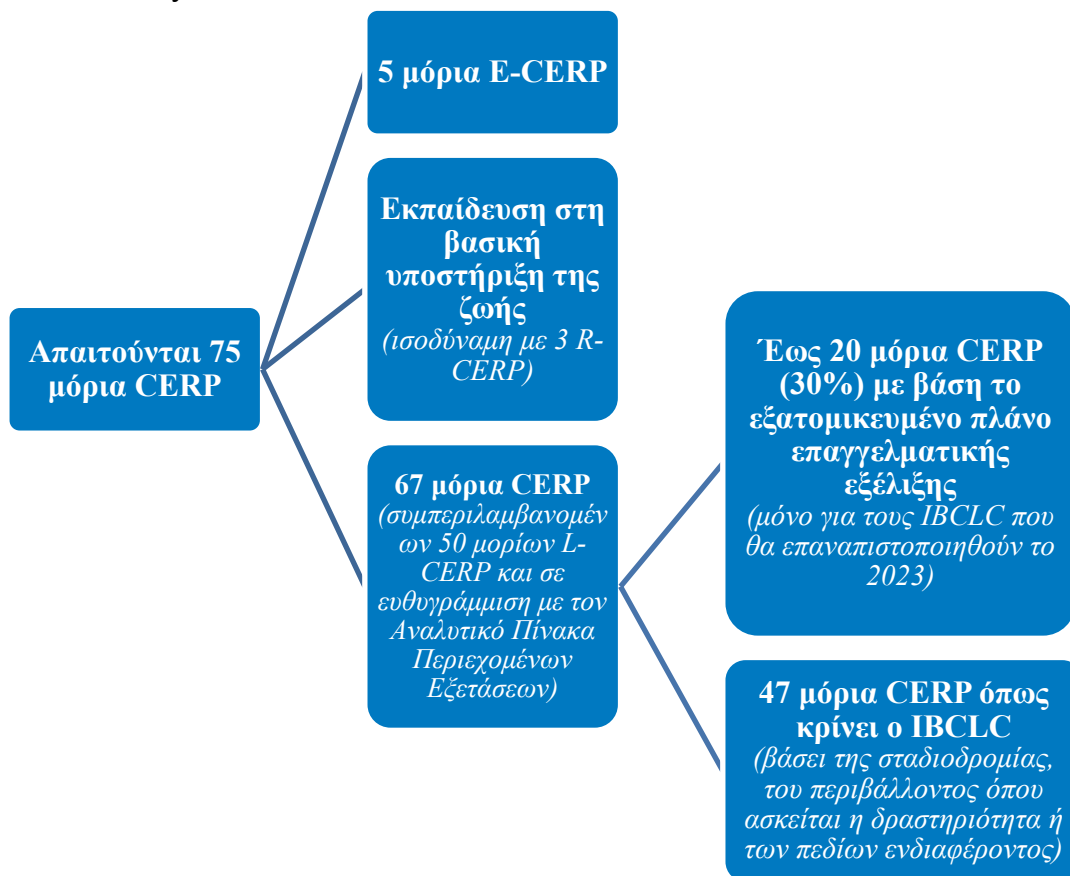 Απαιτούνται 75
μόρια CERP
5 μόρια E-CERP
Εκπαίδευση στη
βασική
υποστήριξη της
ζωής
(ισοδύναμη με 3 R-
CERP)
67 μόρια CERP
(συμπεριλαμβανομέν
ων 50 μορίων L-
CERP και σε
ευθυγράμμιση με τον
Αναλυτικό Πίνακα
Περιεχομένων
Εξετάσεων)
Έως 20 μόρια CERP
(30%) με βάση το
εξατομικευμένο πλάνο
επαγγελματικής
εξέλιξης
(μόνο για τους IBCLC που
θα επαναπιστοποιηθούν το
2023)
47 μόρια CERP όπως
κρίνει ο IBCLC
(βάσει της σταδιοδρομίας,
του περιβάλλοντος όπου
ασκείται η δραστηριότητα ή
των πεδίων ενδιαφέροντος)